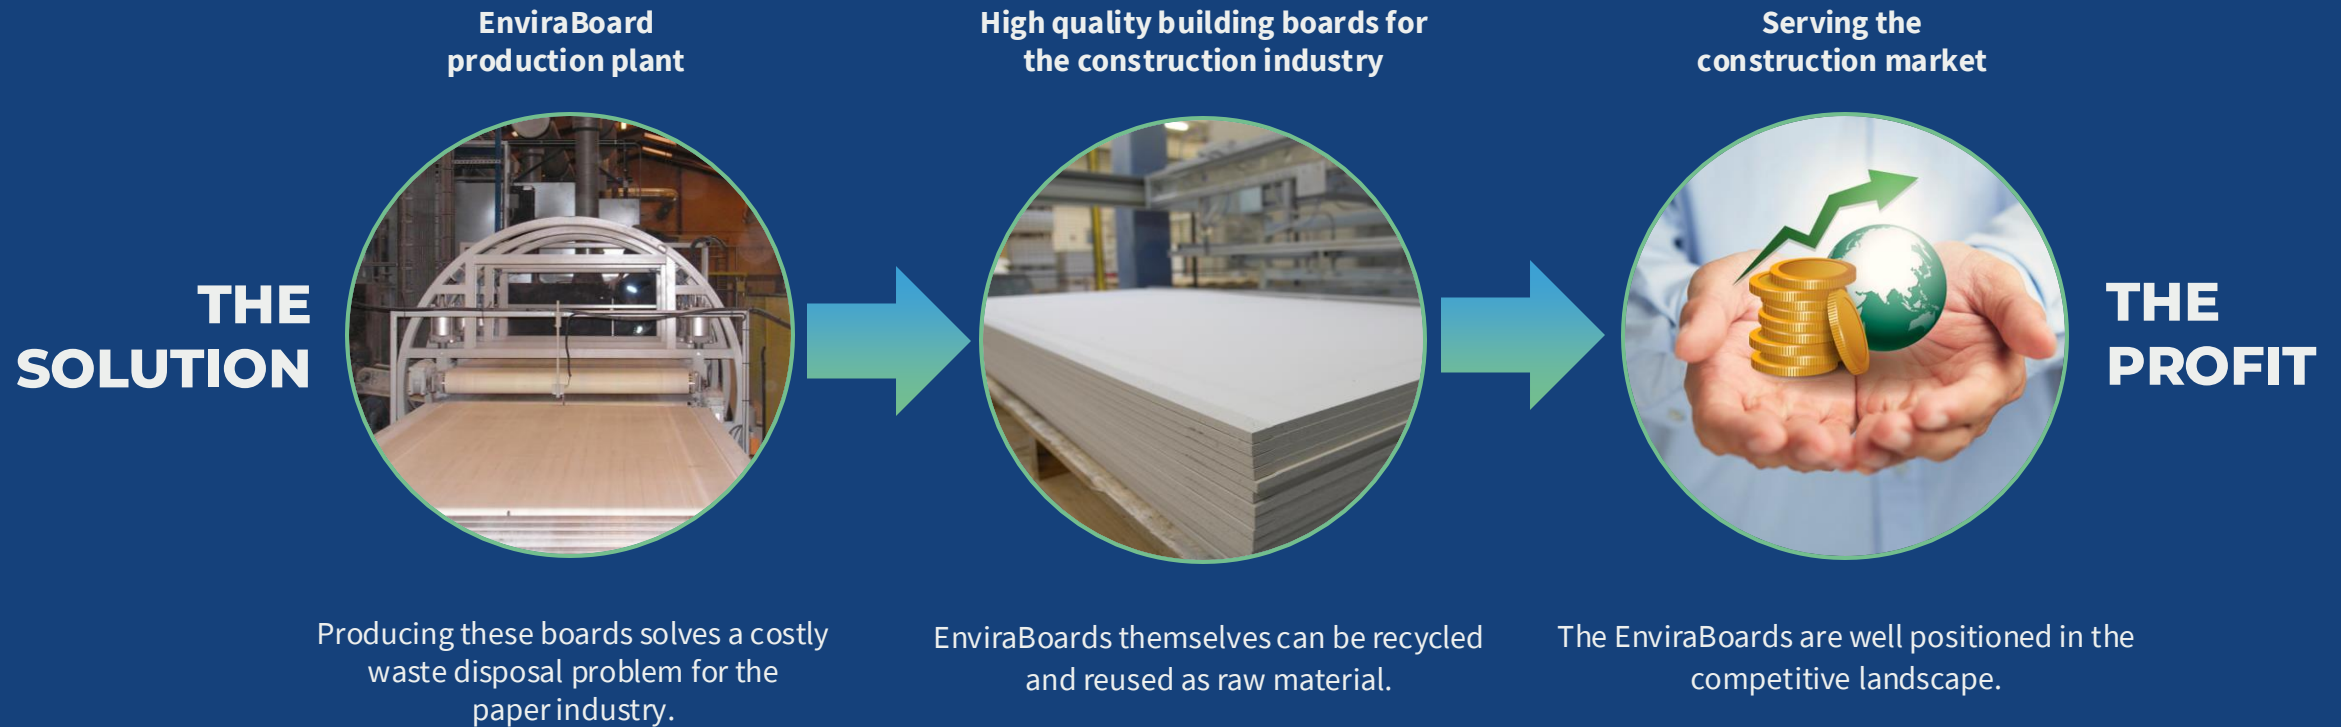 EnviraBoard
production plant
High quality building boards for
the construction industry
Serving the
construction market
THE
SOLUTION
THE
PROFIT
Producing these boards solves a costly
waste disposal problem for the
paper industry.
EnviraBoards themselves can be recycled
and reused as raw material.
The EnviraBoards are well positioned in the
competitive landscape.